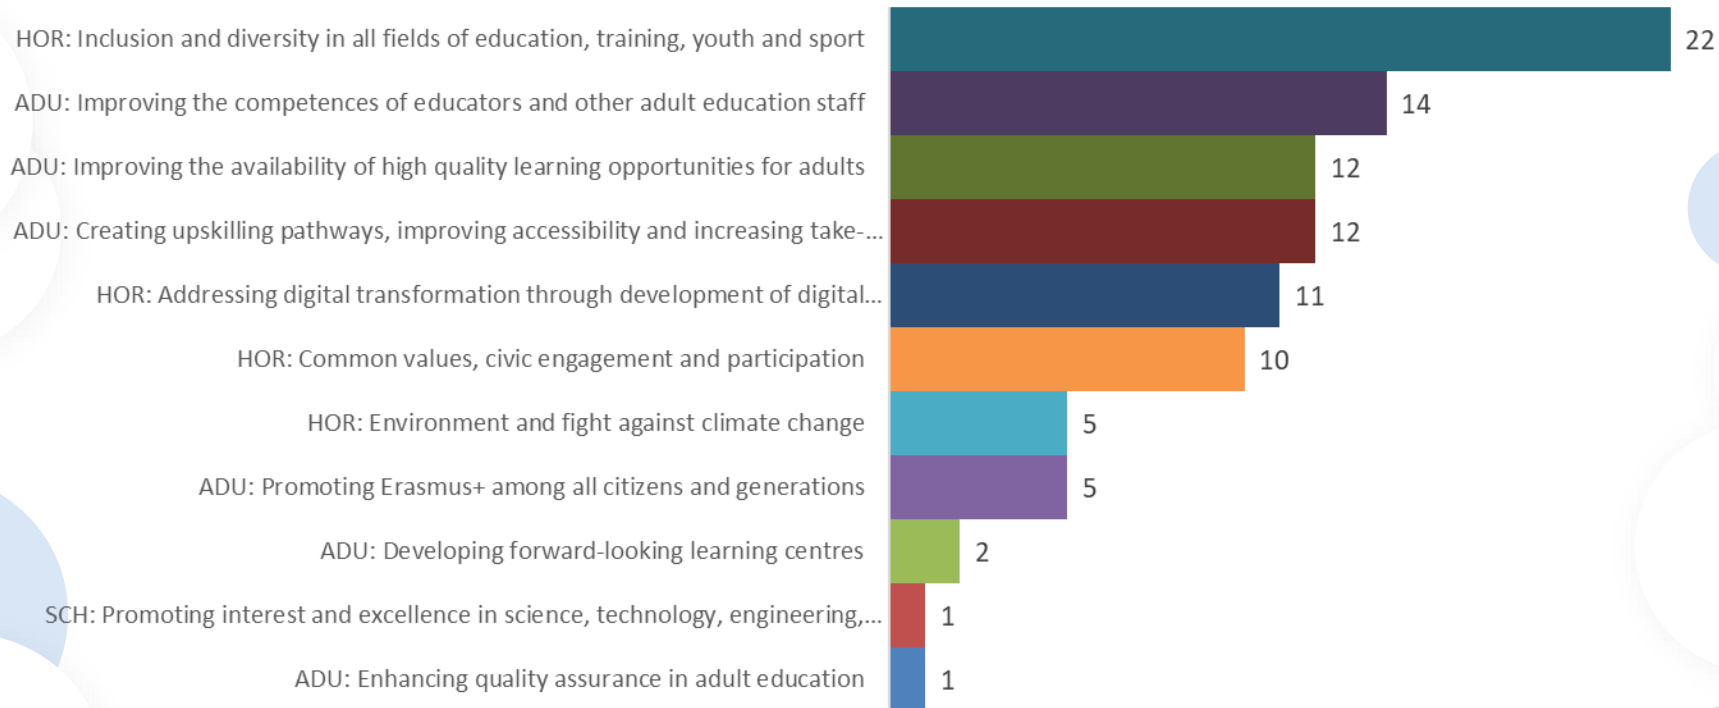 HOR: Inclusion and diversity in all fields of education, training, youth and sport 22
ADU: Improving the competences of educators and other adult education staff 14
ADU: Improving the availability of high quality learning opportunities for adults 12
ADU: Creating upskilling pathways, improving accessibility and increasing take-... 12
HOR: Addressing digital transformation through development of digital... 11
HOR: Common values, civic engagement and participation 10
HOR: Environment and fight against climate change 5
ADU: Promoting Erasmus+ among all citizens and generations 5
ADU: Developing forward-looking learning centres 2
SCH: Promoting interest and excellence in science, technology, engineering,... 1
ADU: Enhancing quality assurance in adult education 1